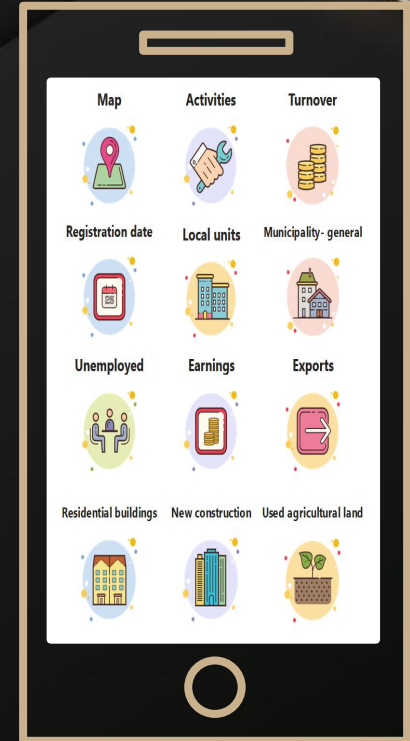 Map Activities Turnover
Registration date Local units Municipality- general
25
Unemployed Earnings Exports
Residential buildings New construction Used agricultural land